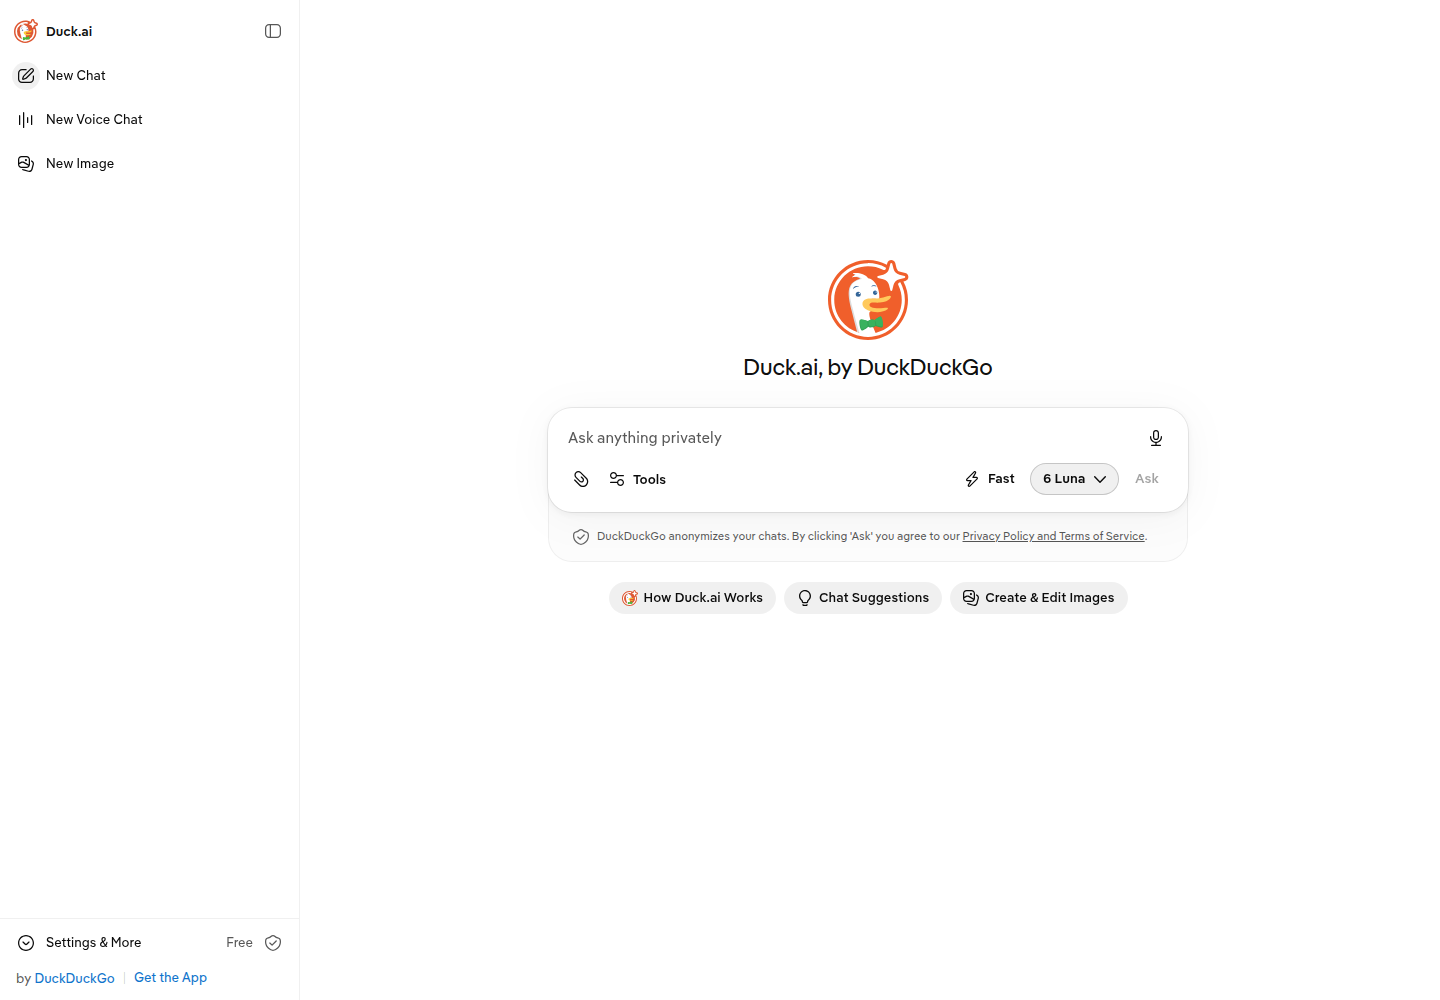 Duck.ai
New Chat
New Voice Chat
New Image
Duck.ai, by DuckDuckGo
Ask anything privately
Tools
Fast
6 Luna
Ask
DuckDuckGo anonymizes your chats. By clicking 'Ask' you agree to our Privacy Policy and Terms of Service.
How Duck.ai Works
Chat Suggestions
Create & Edit Images
Settings & More
Free
by DuckDuckGo
Get the App